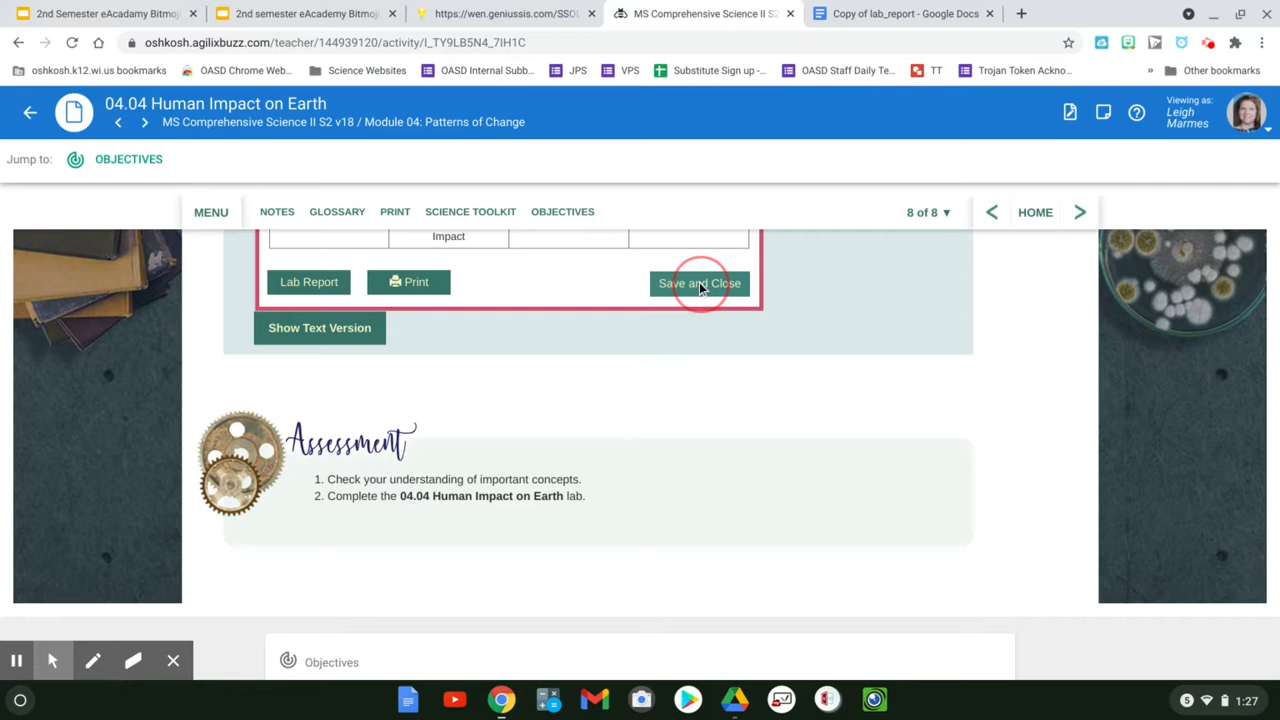 2nd Semester eAcadamy Bitmoji
2nd semester eAcademy Bitmoji
https://wen.geniussis.com/SSOL
MS Comprehensive Science II S2
Copy of lab_report - Google Docs
oshkosh.agilixbuzz.com/teacher/144939120/activity/I_TY9LB5N4_7IH1C
oshkosh.k12.wi.us bookmarks
OASD Chrome Web...
Science Websites
OASD Internal Subb...
JPS
VPS
Substitute Sign up -...
OASD Staff Daily Te...
TT
Trojan Token Ackno...
»
Other bookmarks
04.04 Human Impact on Earth
MS Comprehensive Science II S2 v18 / Module 04: Patterns of Change
Viewing as:
Leigh
Marmes
Jump to:
OBJECTIVES
MENU
NOTES
GLOSSARY
PRINT
SCIENCE TOOLKIT
OBJECTIVES
8 of 8 ▼
HOME
Impact
Lab Report
Print
Save and Close
Show Text Version
Assessment
1. Check your understanding of important concepts.
2. Complete the 04.04 Human Impact on Earth lab.
Objectives
5
1:27